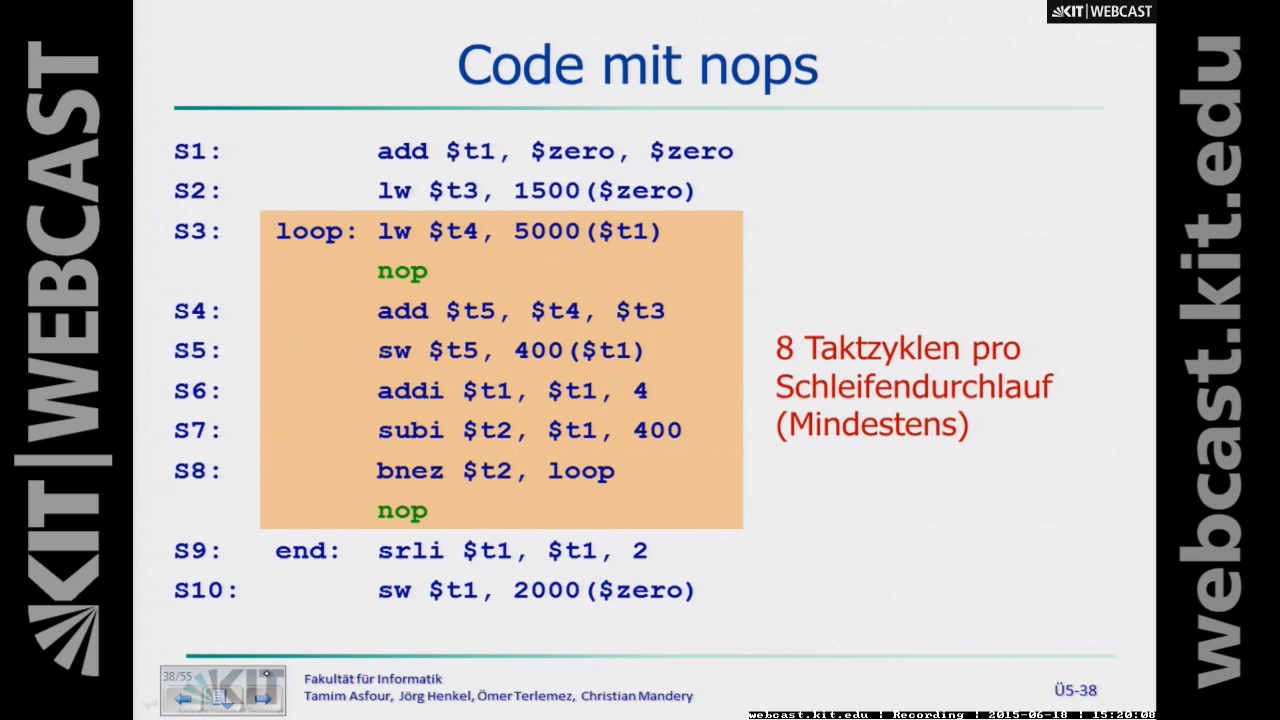 KIT | WEBCAST
Code mit nops
S1: add $t1, $zero, $zero
S2: lw $t3, 1500($zero)
S3: loop: lw $t4, 5000($t1)
nop
S4: add $t5, $t4, $t3
S5: sw $t5, 400($t1)
S6: addi $t1, $t1, 4
S7: subi $t2, $t1, 400
S8: bnez $t2, loop
nop
S9: end: srli $t1, $t1, 2
S10: sw $t1, 2000($zero)
8 Taktzyklen pro
Schleifendurchlauf
(Mindestens)
38/55
KIT
Fakultät für Informatik
Tamim Asfour, Jörg Henkel, Ömer Terlemez, Christian Mandery
Ü5-38
webcast.kit.edu | Recording | 2015-06-18 | 15:20:08
KIT | WEBCAST
webcast.kit.edu